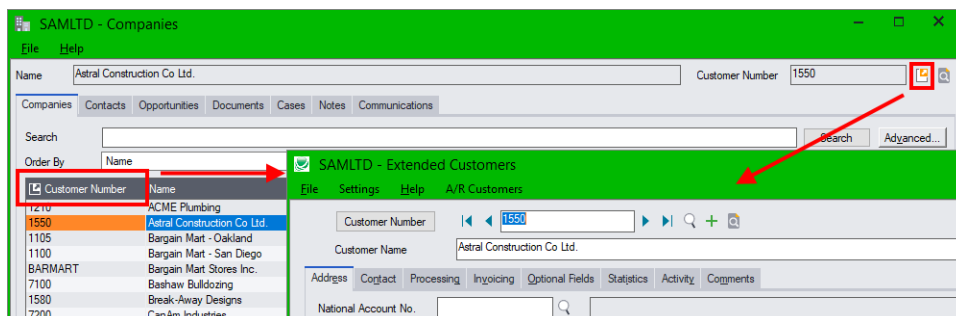 SAMLTD - Companies
File Help
Name Astral Construction Co Ltd. Customer Number 1550
Companies Contacts Opportunities Documents Cases Notes Communications
Search Search Advanced...
Order By Name
Customer Number Name
1210 ACME Plumbing
1550 Astral Construction Co Ltd.
1105 Bargain Mart - Oakland
1100 Bargain Mart - San Diego
BARMART Bargain Mart Stores Inc.
7100 Bashaw Bulldozing
1580 Break-Away Designs
7200 CanAm Industries
SAMLTD - Extended Customers
File Settings Help A/R Customers
Customer Number 1550
Customer Name Astral Construction Co Ltd.
Address Contact Processing Invoicing Optional Fields Statistics Activity Comments
National Account No.